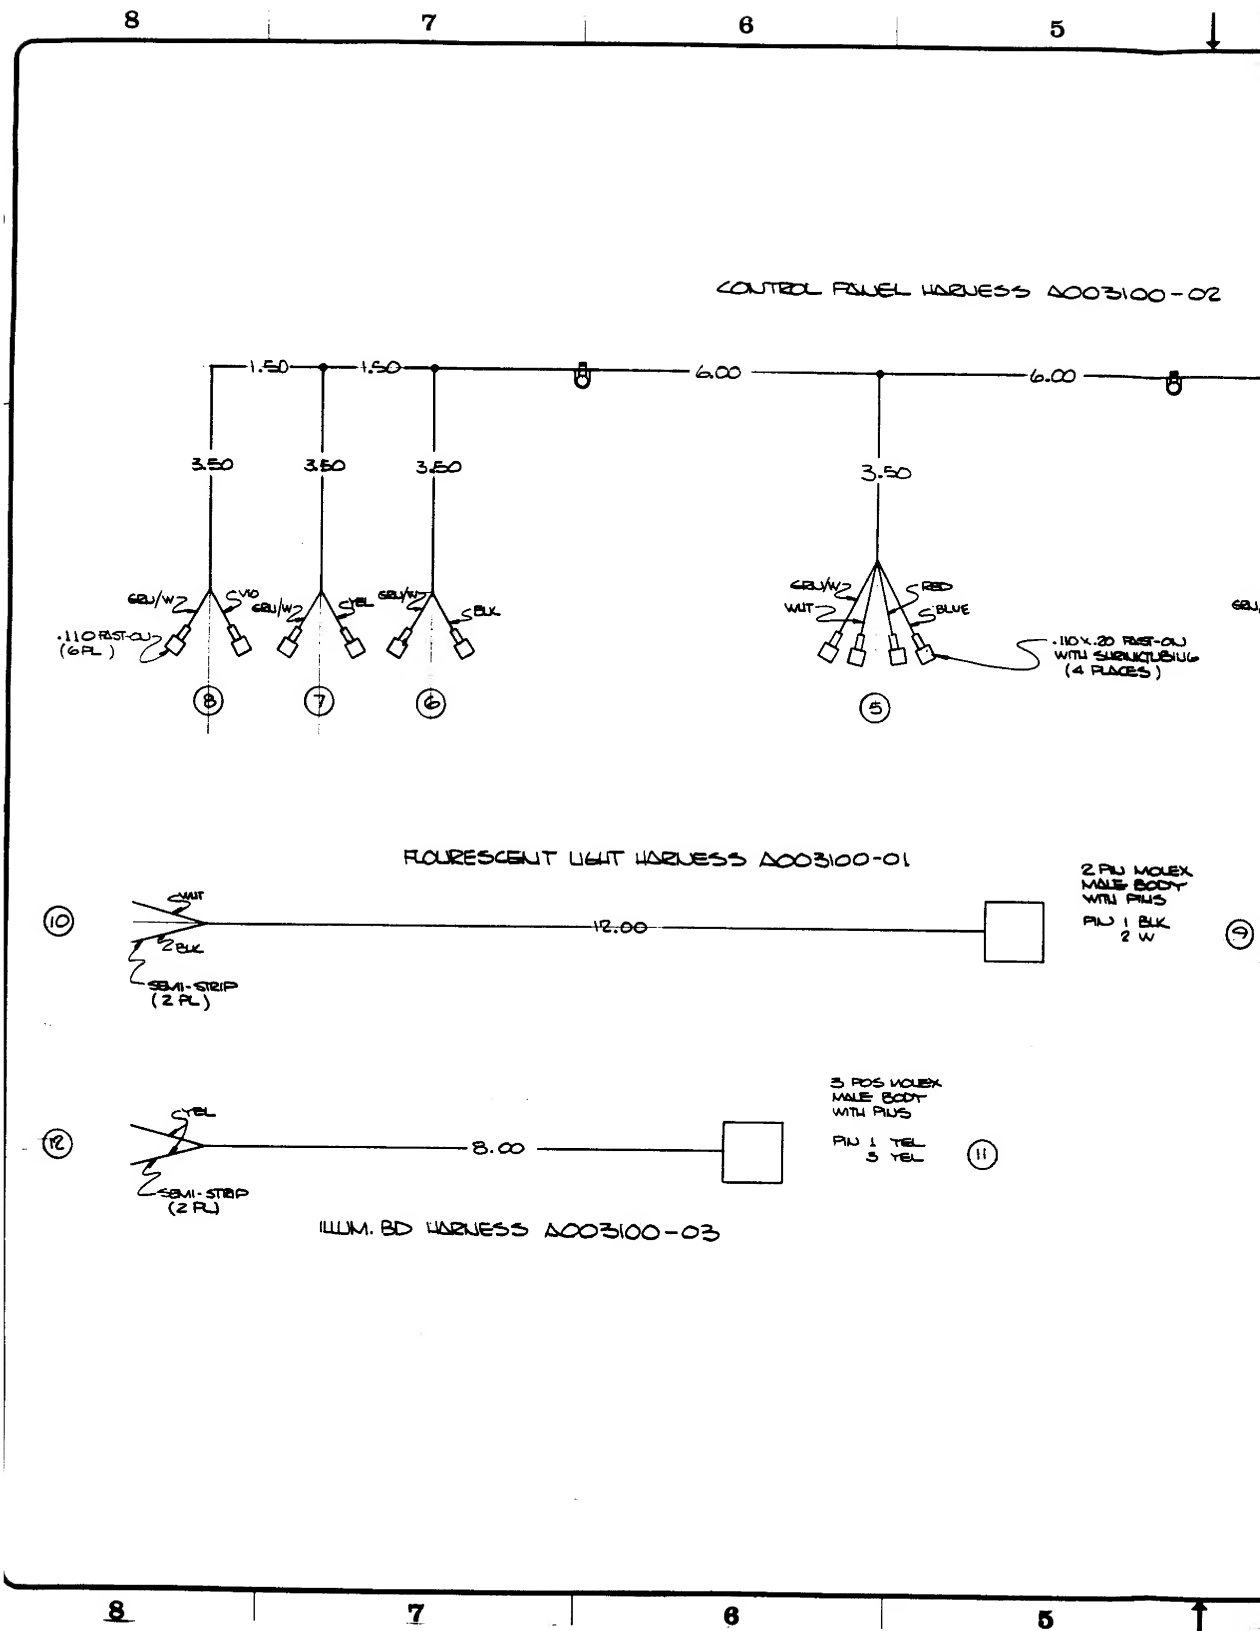 8 7 6 5
CONTROL PANEL HARNESS A003100-02
1.50 1.50 6.00 6.00
3.50 3.50 3.50 3.50
GRN/W VIO GRN/W YEL GRN/W BLK
GRN/W RED
WHT BLUE
GRN/
.110 FAST-ON
(6 PL)
.110 x .20 FAST-ON
WITH SHRINKTUBING
(4 PLACES)
8 7 6 5
FLOURESCENT LIGHT HARNESS A003100-01
10
WHT
BLK
12.00
SEMI-STRIP
(2 PL)
2 PIN MOLEX
MALE BODY
WITH PINS
PIN 1 BLK
2 W
9
12
YEL
8.00
SEMI-STRIP
(2 PL)
3 POS MOLEX
MALE BODY
WITH PINS
PIN 1 YEL
3 YEL
11
ILLUM. BD HARNESS A003100-03
8 7 6 5